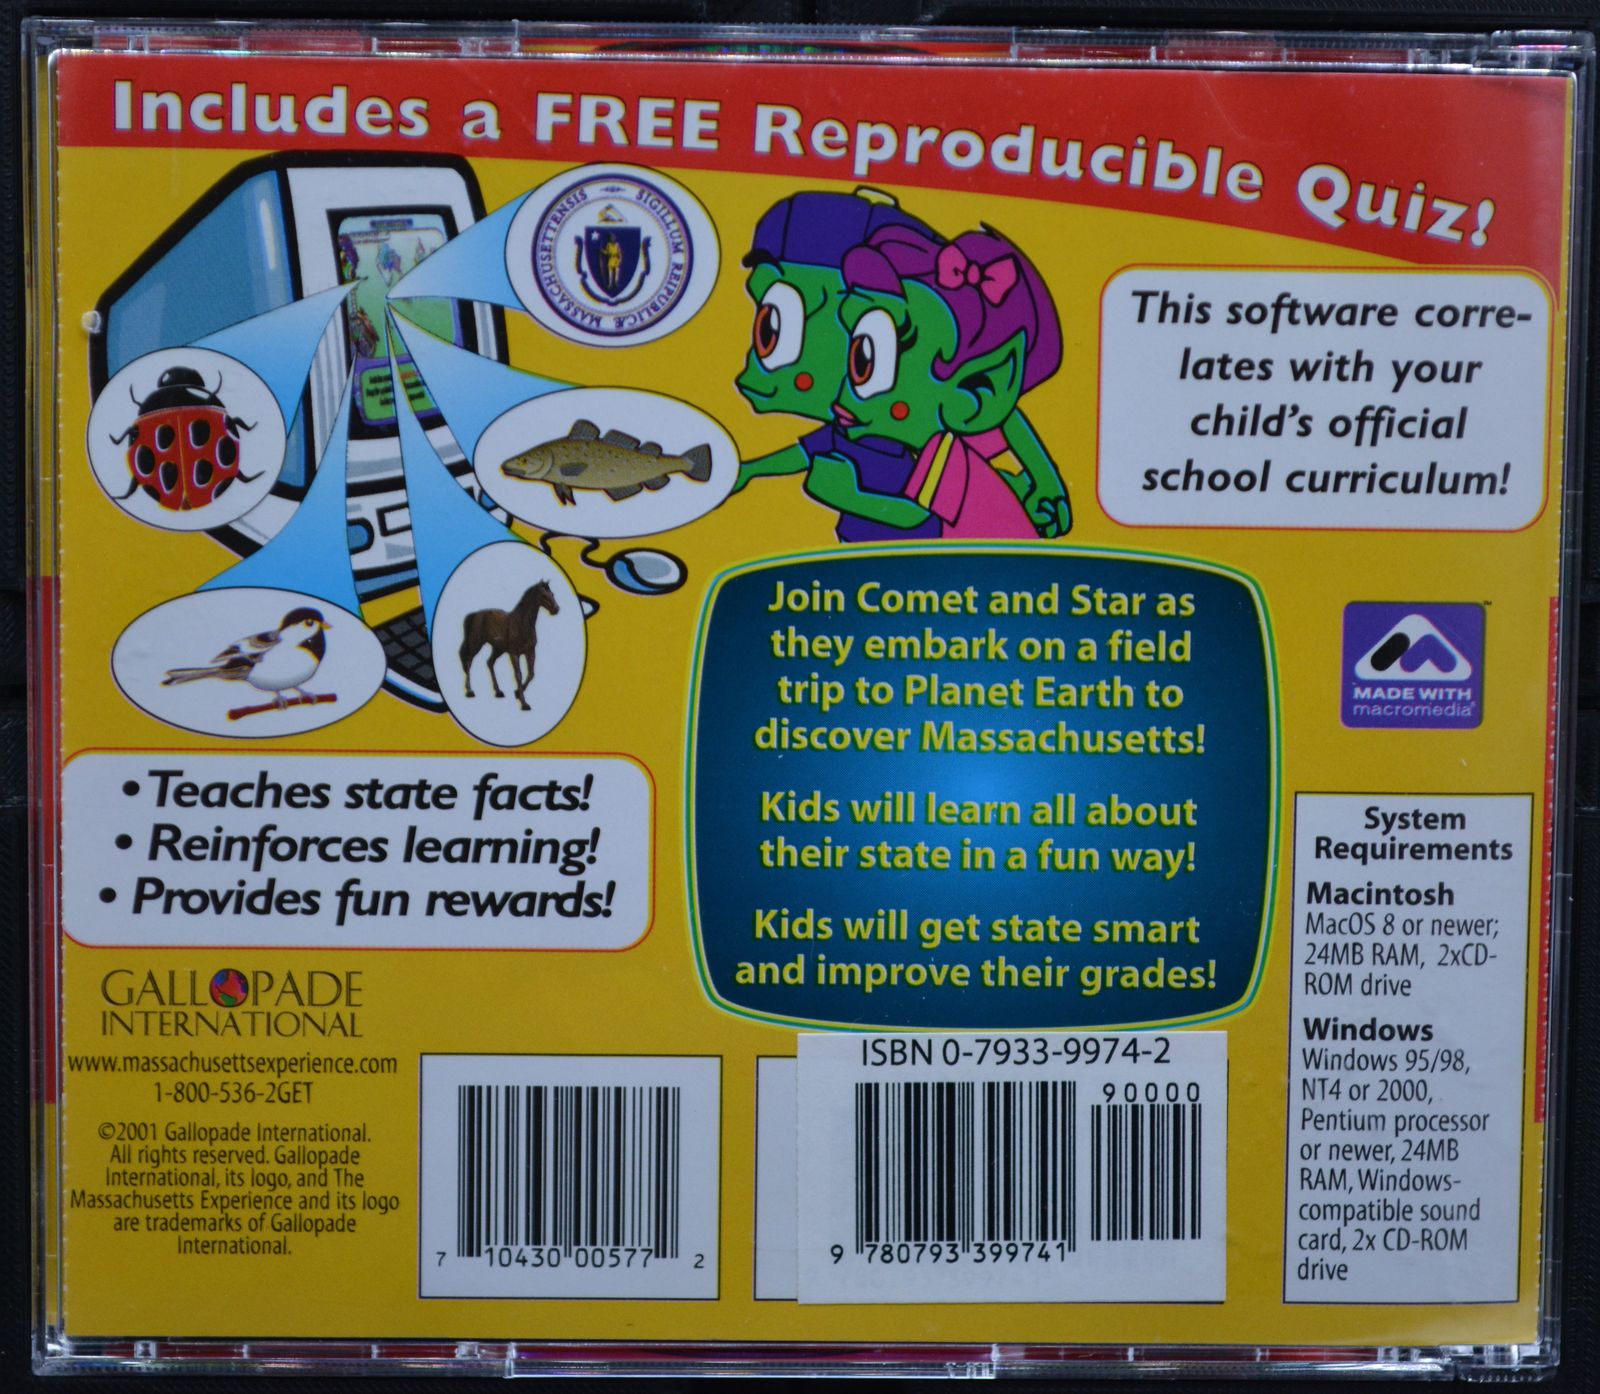 Includes a FREE Reproducible Quiz!
SIGILLUM REIPUBLICÆ MASSACHUSETTENSIS
This software corre-
lates with your
child's official
school curriculum!
Join Comet and Star as
they embark on a field
trip to Planet Earth to
discover Massachusetts!
Kids will learn all about
their state in a fun way!
Kids will get state smart
and improve their grades!
MADE WITH
macromedia®
™
• Teaches state facts!
• Reinforces learning!
• Provides fun rewards!
System
Requirements
Macintosh
MacOS 8 or newer;
24MB RAM, 2xCD-
ROM drive
Windows
Windows 95/98,
NT4 or 2000,
Pentium processor
or newer, 24MB
RAM, Windows-
compatible sound
card, 2x CD-ROM
drive
GALLOPADE
INTERNATIONAL
www.massachusettsexperience.com
1-800-536-2GET
©2001 Gallopade International.
All rights reserved. Gallopade
International, its logo, and The
Massachusetts Experience and its logo
are trademarks of Gallopade
International.
7 10430 00577 2
ISBN 0-7933-9974-2
90000
9 780793 399741